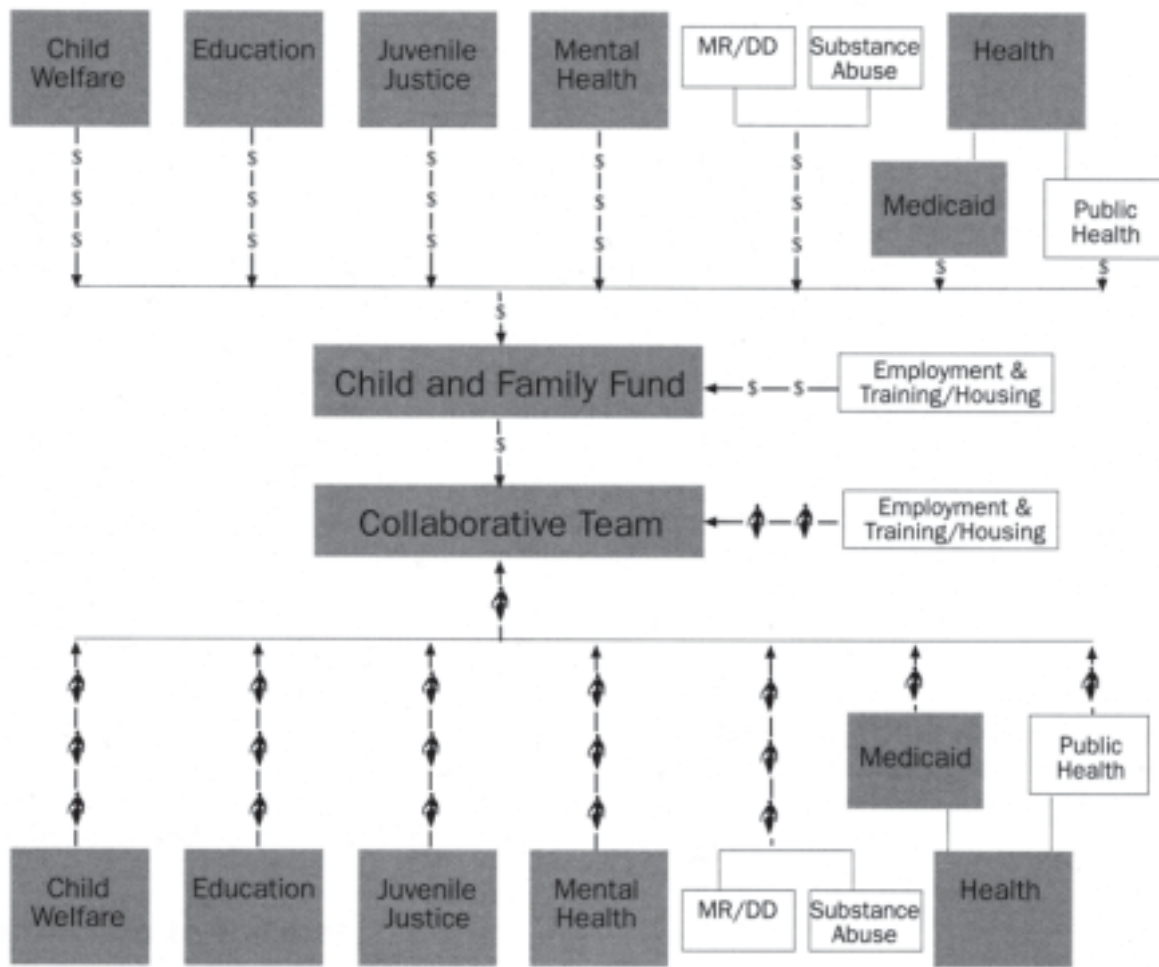 Child
Welfare
Education
Juvenile
Justice
Mental
Health
MR/DD
Substance
Abuse
Health
Medicaid
Public
Health
$ $ $ $ $
$ $ $ $ $
$ $ $ $ $
$ $
$
Child and Family Fund
$ $
Employment &
Training/Housing
$
Collaborative Team
Employment &
Training/Housing
Medicaid
Public
Health
Child
Welfare
Education
Juvenile
Justice
Mental
Health
MR/DD
Substance
Abuse
Health